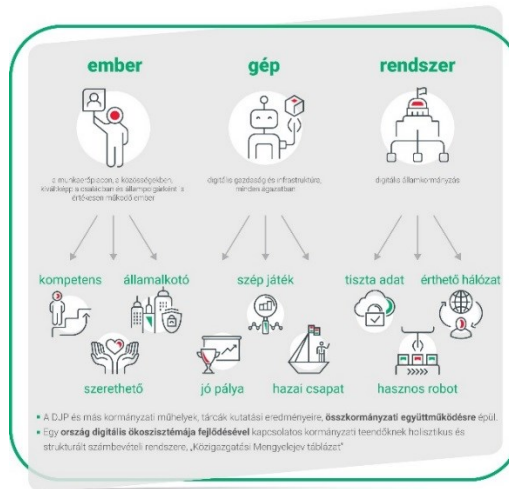 ember
gép
rendszer
a munkaerőpiacon, a közösségekben,
kiváltképp a családban és állampolgárként is
értékesen működő ember
digitális gazdaság és infrastruktúra,
minden ágazatban
digitális államkormányzás
kompetens
államalkotó
szerethető
szép játék
jó pálya
hazai csapat
tiszta adat
érthető hálózat
hasznos robot
▪ A DJP és más kormányzati műhelyek, tárcák kutatási eredményeire, összkormányzati együttműködésre épül.
▪ Egy ország digitális ökoszisztémája fejlődésével kapcsolatos kormányzati teendőknek holisztikus és
strukturált számbevételi rendszere, „Közigazgatási Mengyelejev táblázat"